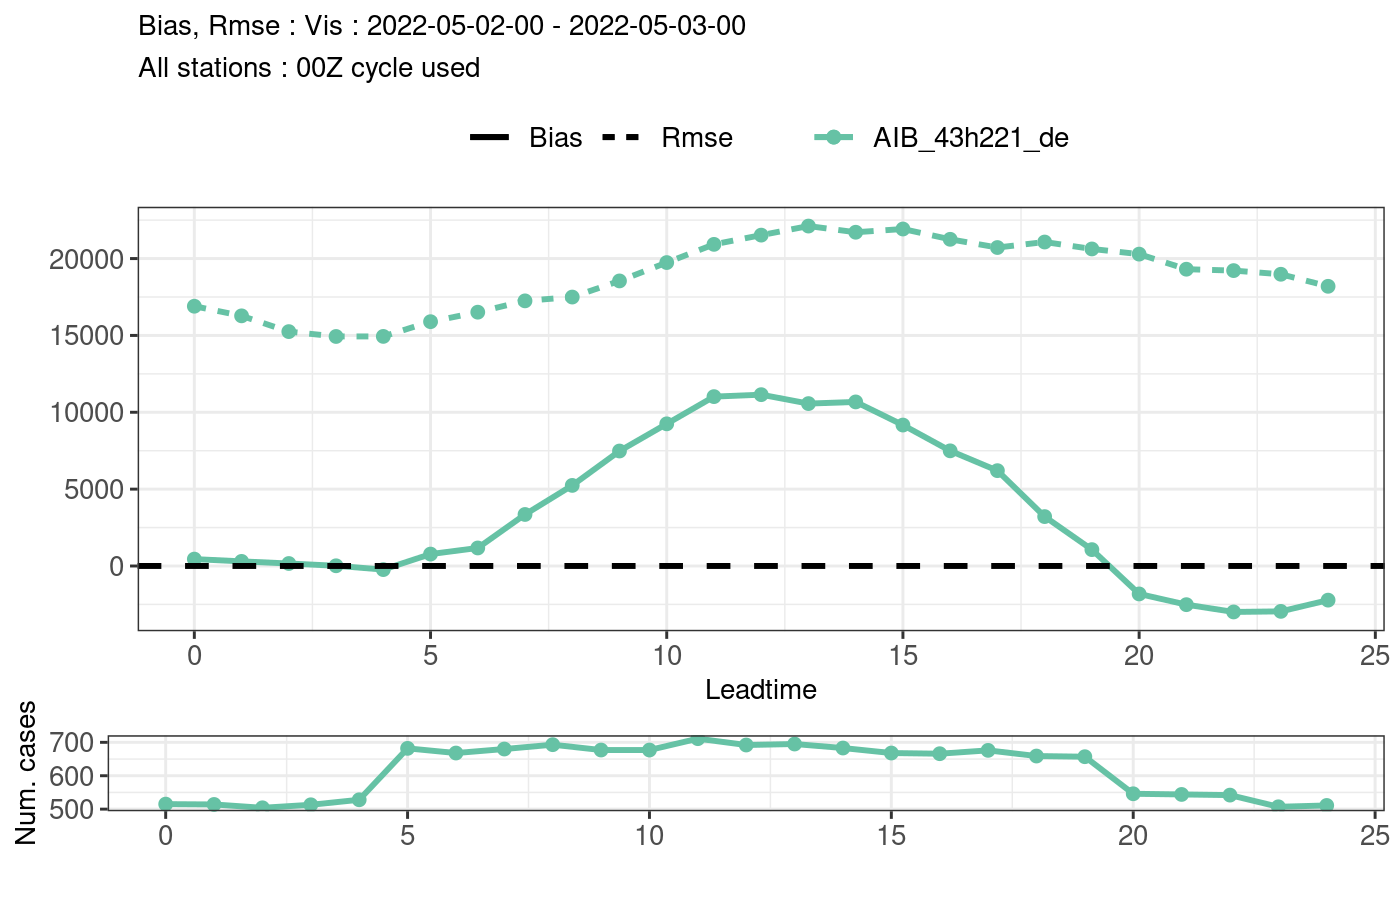 Bias, Rmse : Vis : 2022-05-02-00 - 2022-05-03-00
All stations : 00Z cycle used
Bias Rmse AIB_43h221_de
20000
15000
10000
5000
0
0 5 10 15 20 25
Leadtime
Num. cases
700
600
500
0 5 10 15 20 25